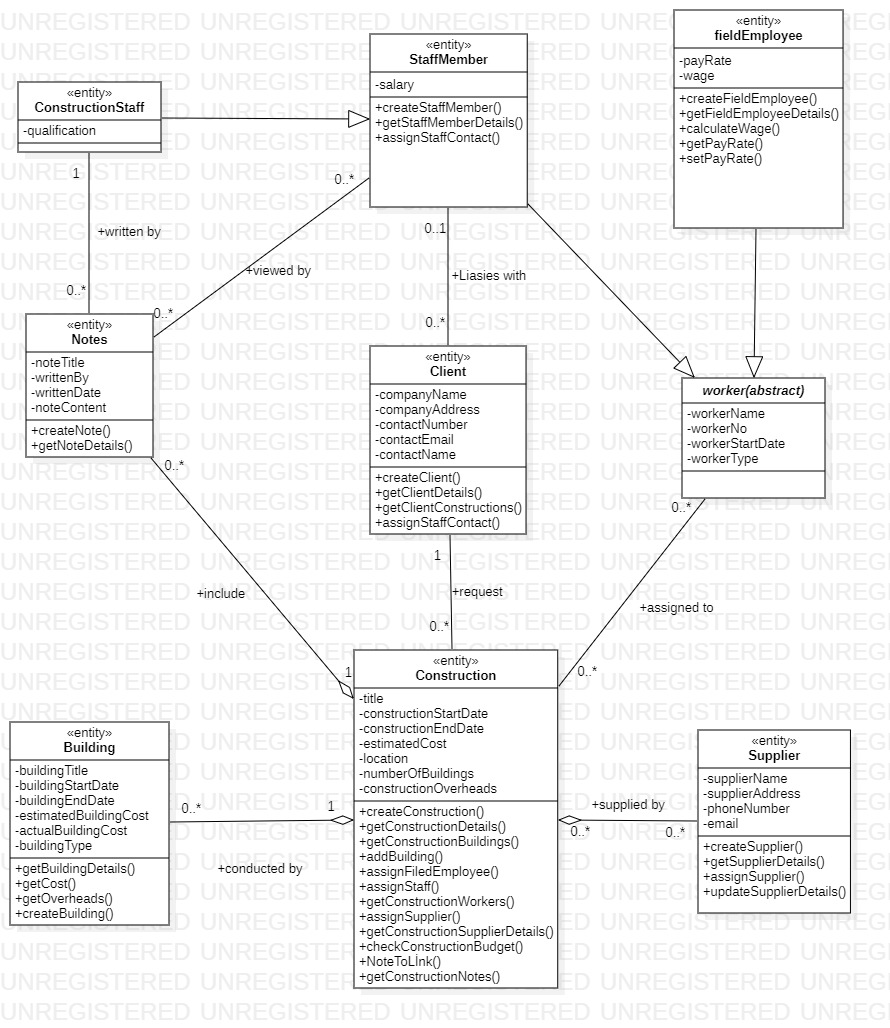 «entity»
fieldEmployee
-payRate
-wage
+createFieldEmployee()
+getFieldEmployeeDetails()
+calculateWage()
+getPayRate()
+setPayRate()
«entity»
StaffMember
-salary
+createStaffMember()
+getStaffMemberDetails()
+assignStaffContact()
«entity»
ConstructionStaff
-qualification
1
+written by
0..*
0..*
+viewed by
0..*
0..1
+Liasies with
0..*
«entity»
Notes
-noteTitle
-writtenBy
-writtenDate
-noteContent
+createNote()
+getNoteDetails()
«entity»
Client
-companyName
-companyAddress
-contactNumber
-contactEmail
-contactName
+createClient()
+getClientDetails()
+getClientConstructions()
+assignStaffContact()
worker(abstract)
-workerName
-workerNo
-workerStartDate
-workerType
0..*
+include
1
1
+request
0..*
0..*
+assigned to
0..*
«entity»
Construction
-title
-constructionStartDate
-constructionEndDate
-estimatedCost
-location
-numberOfBuildings
-constructionOverheads
+createConstruction()
+getConstructionDetails()
+getConstructionBuildings()
+addBuilding()
+assignFiledEmployee()
+assignStaff()
+getConstructionWorkers()
+assignSupplier()
+getConstructionSupplierDetails()
+checkConstructionBudget()
+NoteToLİnk()
+getConstructionNotes()
«entity»
Building
-buildingTitle
-buildingStartDate
-buildingEndDate
-estimatedBuildingCost
-actualBuildingCost
-buildingType
+getBuildingDetails()
+getCost()
+getOverheads()
+createBuilding()
0..*
1
+conducted by
+supplied by
0..*
0..*
«entity»
Supplier
-supplierName
-supplierAddress
-phoneNumber
-email
+createSupplier()
+getSupplierDetails()
+assignSupplier()
+updateSupplierDetails()
UNREGISTERED